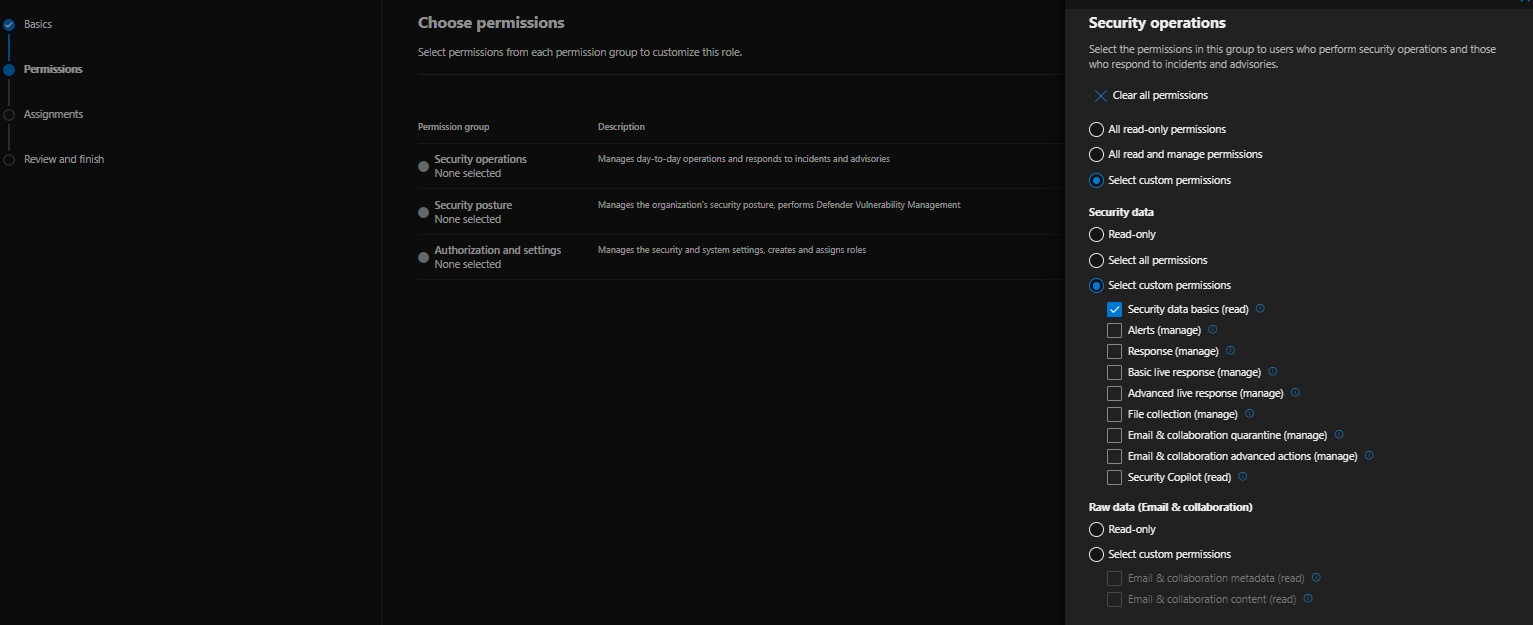 Basics
Permissions
Assignments
Review and finish
Choose permissions
Select permissions from each permission group to customize this role.
Permission group Description
Security operations Manages day-to-day operations and responds to incidents and advisories
None selected
Security posture Manages the organization's security posture, performs Defender Vulnerability Management
None selected
Authorization and settings Manages the security and system settings, creates and assigns roles
None selected
Security operations
Select the permissions in this group to users who perform security operations and those
who respond to incidents and advisories.
Clear all permissions
All read-only permissions
All read and manage permissions
Select custom permissions
Security data
Read-only
Select all permissions
Select custom permissions
Security data basics (read)
Alerts (manage)
Response (manage)
Basic live response (manage)
Advanced live response (manage)
File collection (manage)
Email & collaboration quarantine (manage)
Email & collaboration advanced actions (manage)
Security Copilot (read)
Raw data (Email & collaboration)
Read-only
Select custom permissions
Email & collaboration metadata (read)
Email & collaboration content (read)